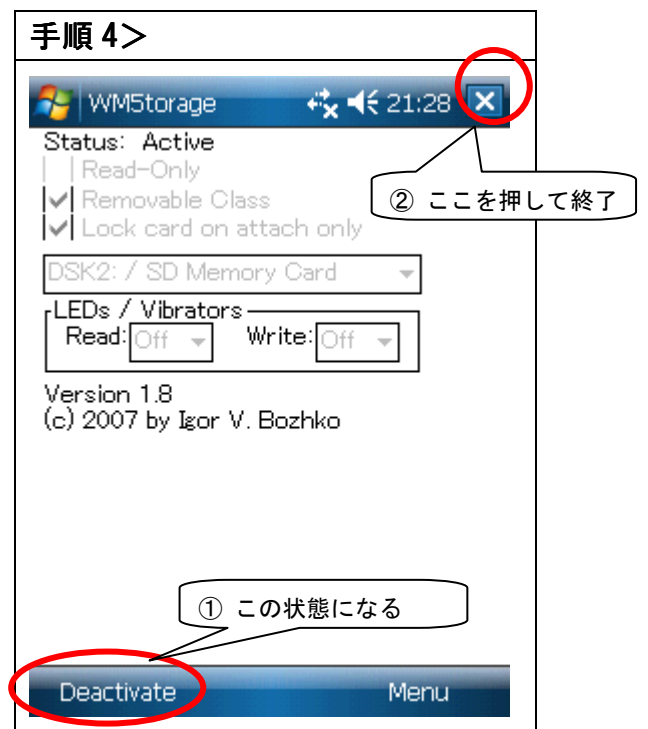 手順 4＞
WM5torage 21:28
Status: Active
Read-Only
Removable Class
Lock card on attach only
② ここを押して終了
DSK2: / SD Memory Card
LEDs / Vibrators
Read: Off Write: Off
Version 1.8
(c) 2007 by Igor V. Bozhko
① この状態になる
Deactivate Menu